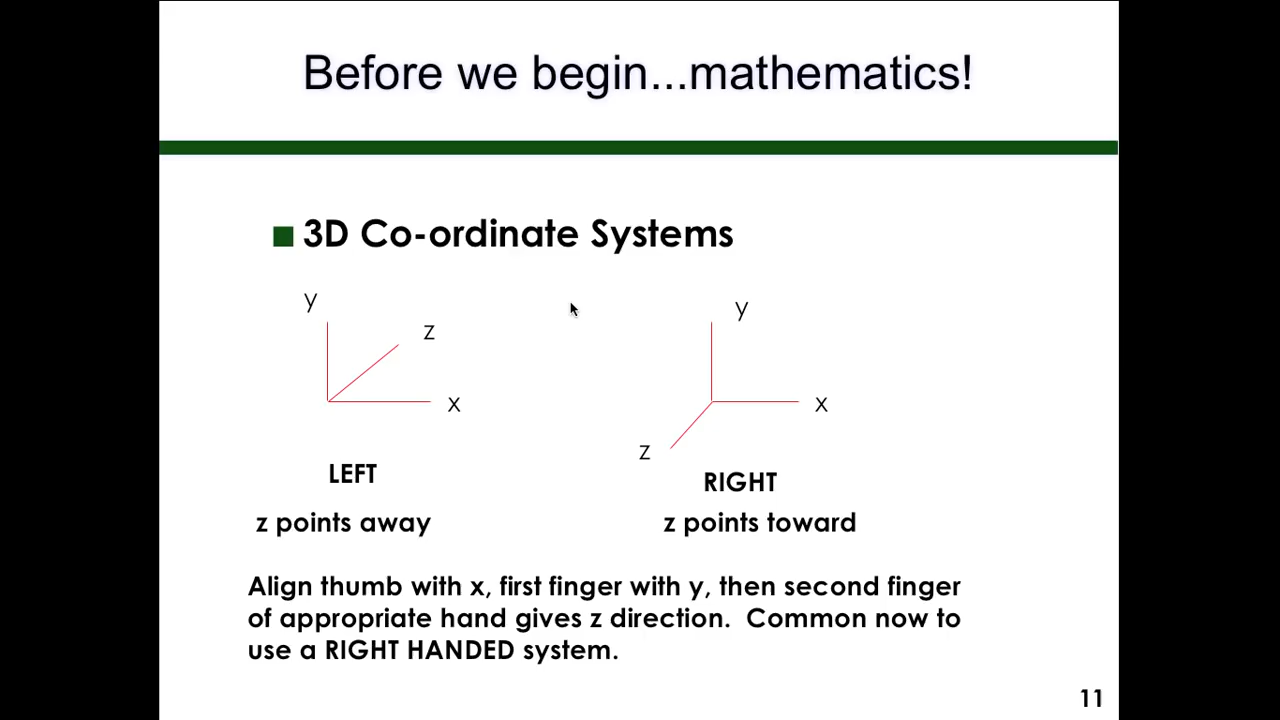 Before we begin...mathematics!
3D Co-ordinate Systems
y
z
x
y
x
z
LEFT
RIGHT
z points away
z points toward
Align thumb with x, first finger with y, then second finger
of appropriate hand gives z direction.  Common now to
use a RIGHT HANDED system.
11